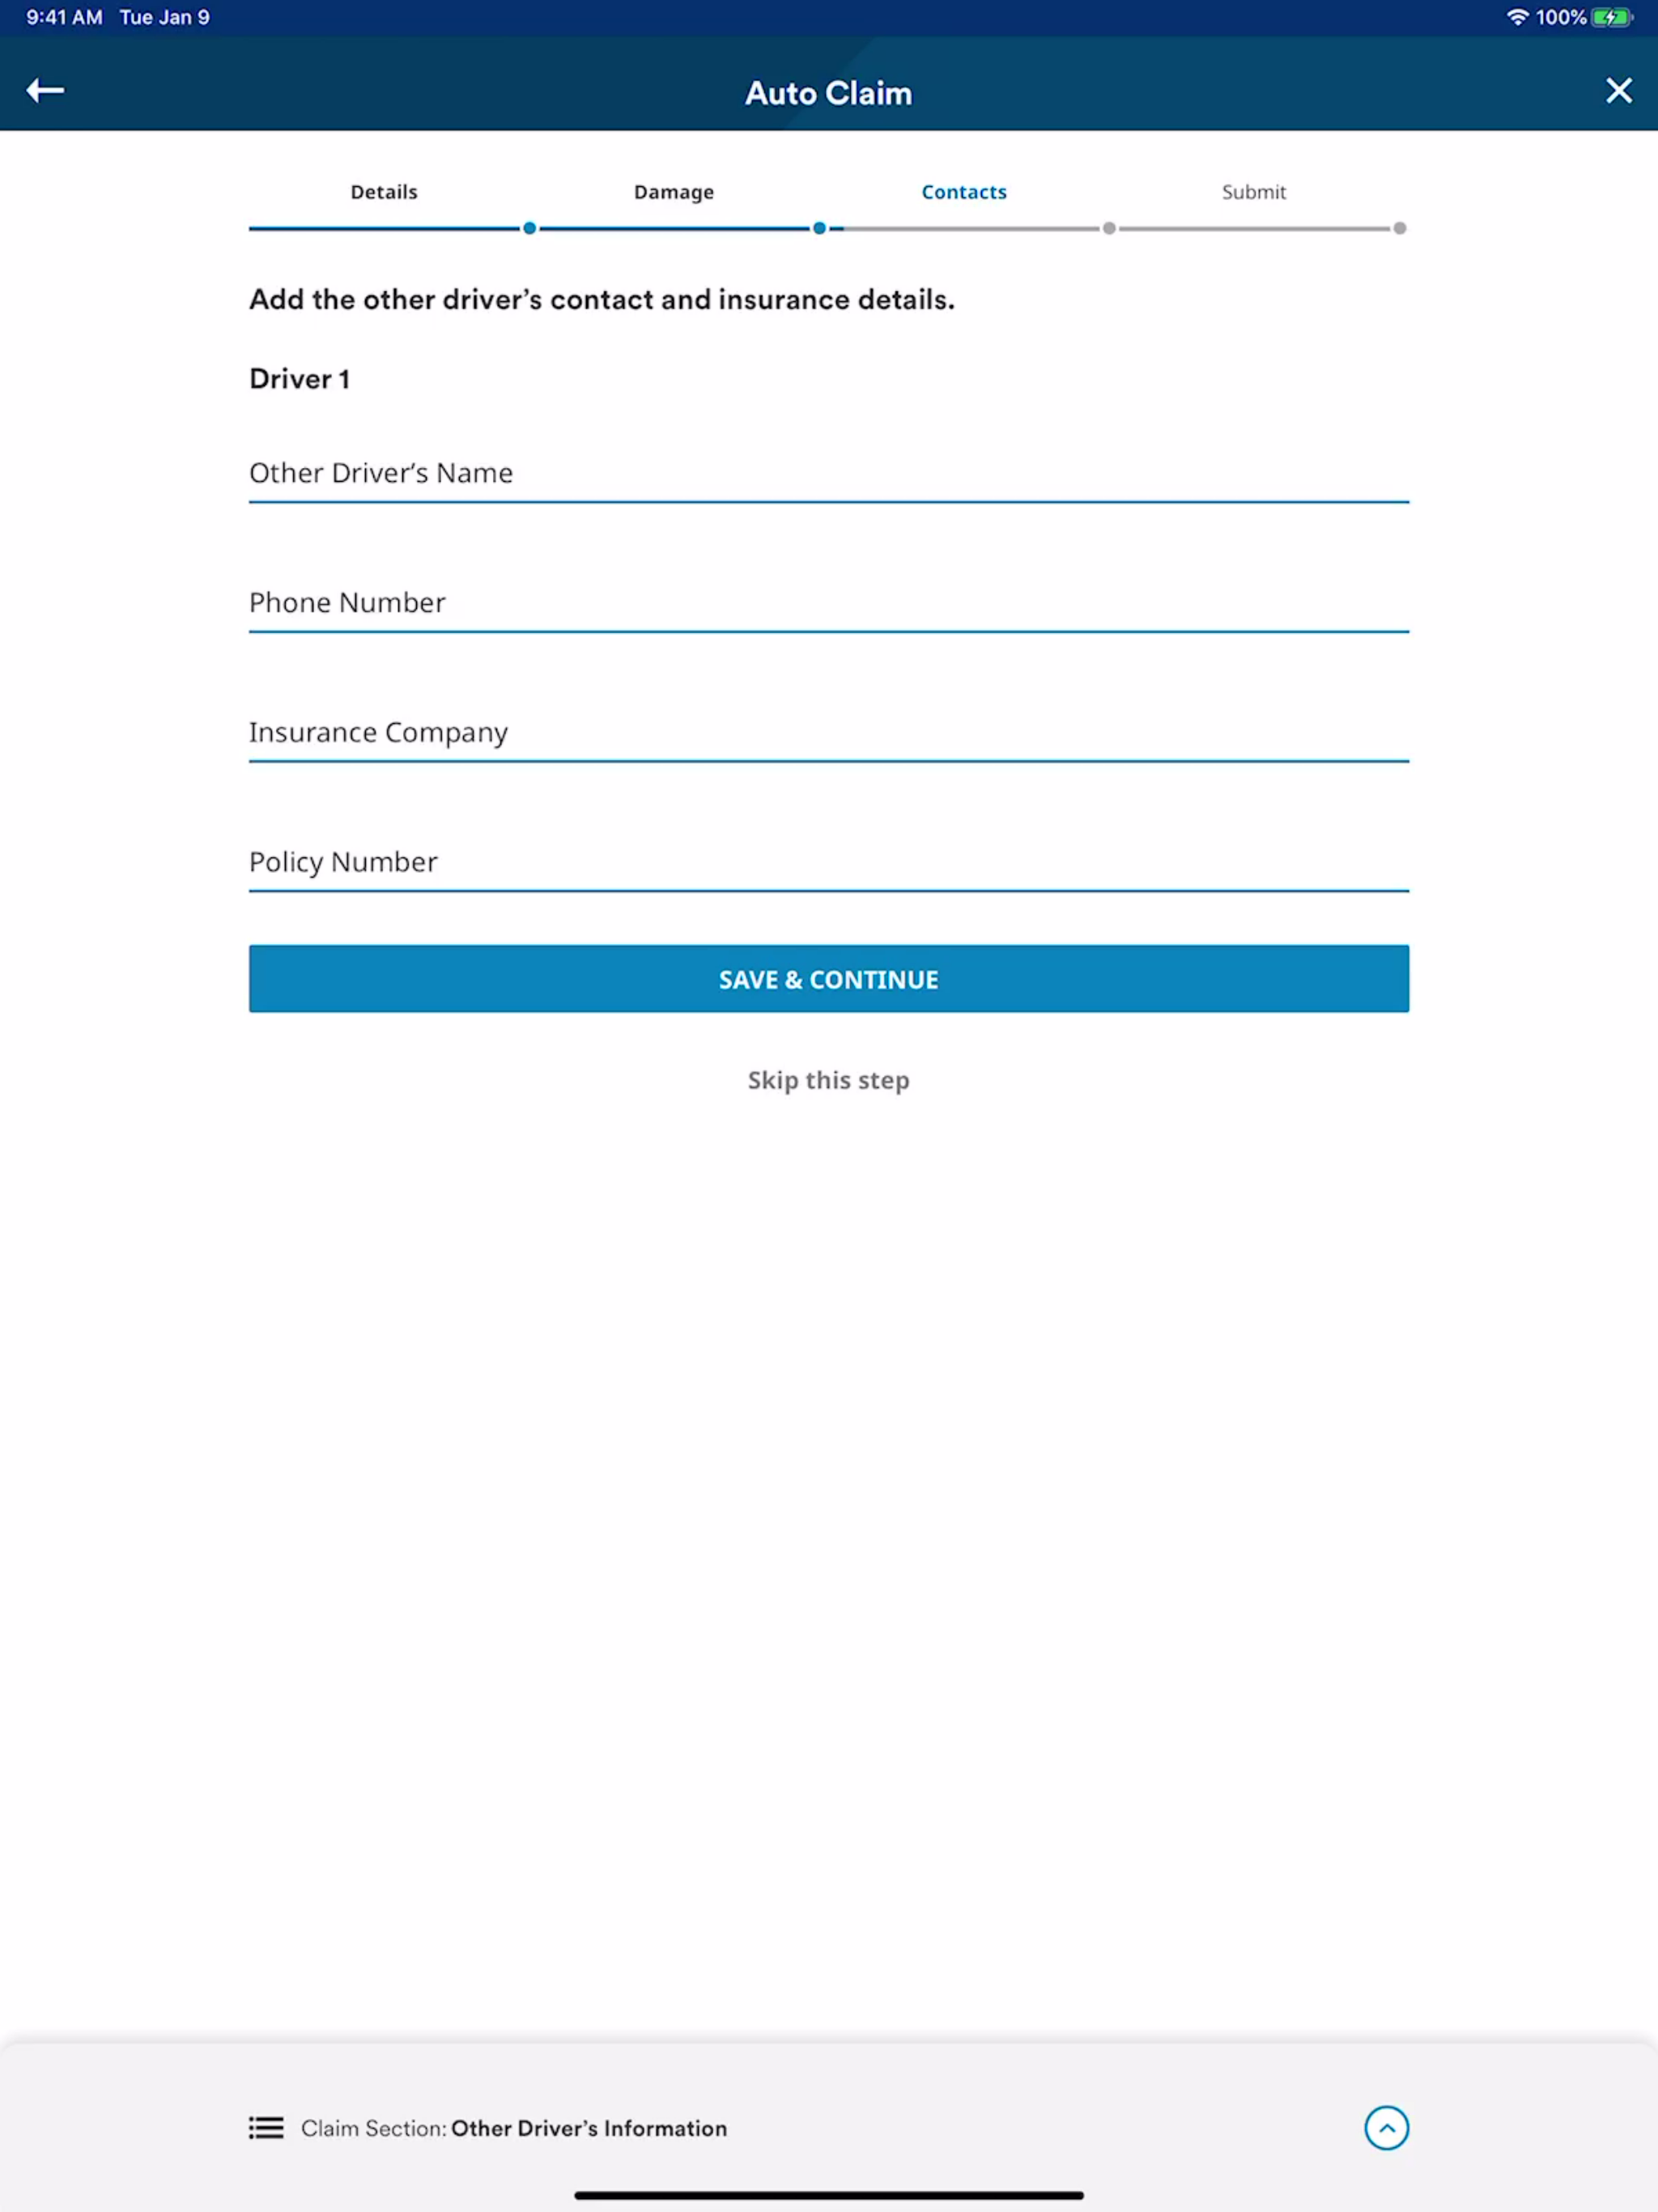 9:41 AM Tue Jan 9 100%
Auto Claim
Details Damage Contacts Submit
Add the other driver’s contact and insurance details.
Driver 1
Other Driver’s Name
Phone Number
Insurance Company
Policy Number
SAVE & CONTINUE
Skip this step
Claim Section: Other Driver’s Information